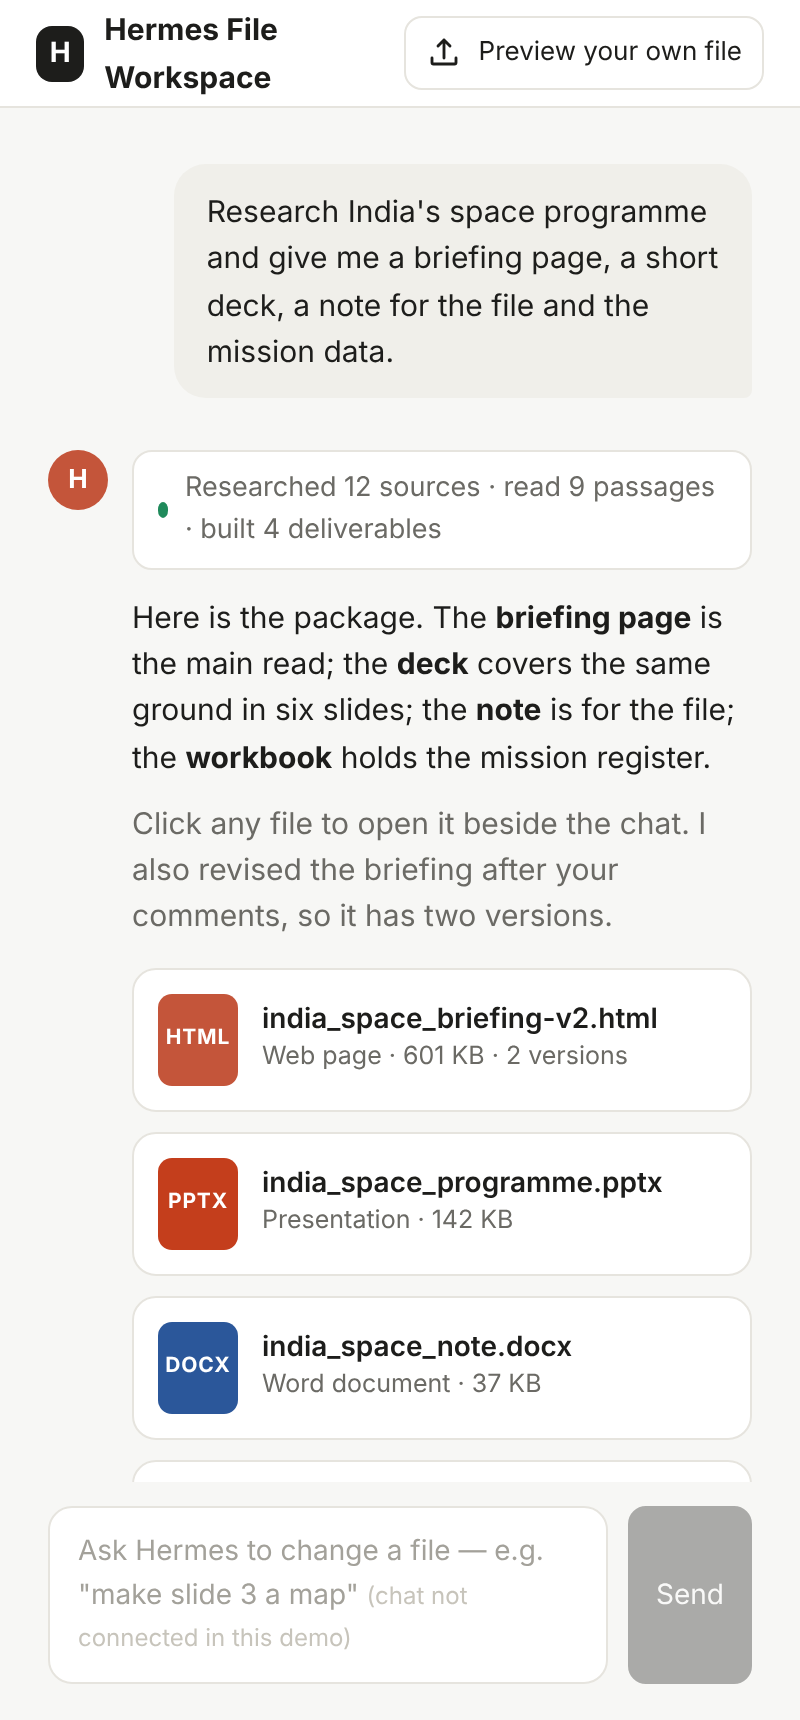 H
Hermes File
Workspace
Preview your own file
Research India's space programme
and give me a briefing page, a short
deck, a note for the file and the
mission data.
H
Researched 12 sources · read 9 passages
· built 4 deliverables
Here is the package. The briefing page is
the main read; the deck covers the same
ground in six slides; the note is for the file;
the workbook holds the mission register.
Click any file to open it beside the chat. I
also revised the briefing after your
comments, so it has two versions.
HTML
india_space_briefing-v2.html
Web page · 601 KB · 2 versions
PPTX
india_space_programme.pptx
Presentation · 142 KB
DOCX
india_space_note.docx
Word document · 37 KB
Ask Hermes to change a file — e.g.
"make slide 3 a map" (chat not
connected in this demo)
Send